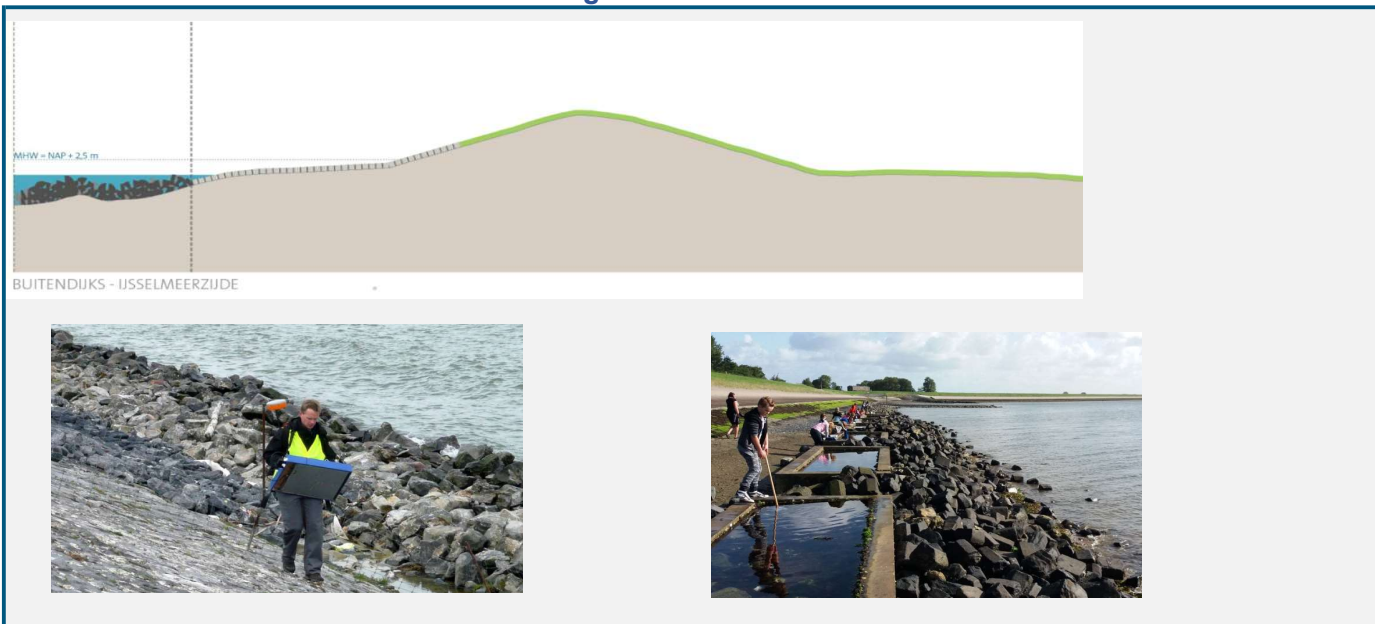 MHW = NAP + 2,5 m
BUITENDIJKS - IJSSELMEERZIJDE